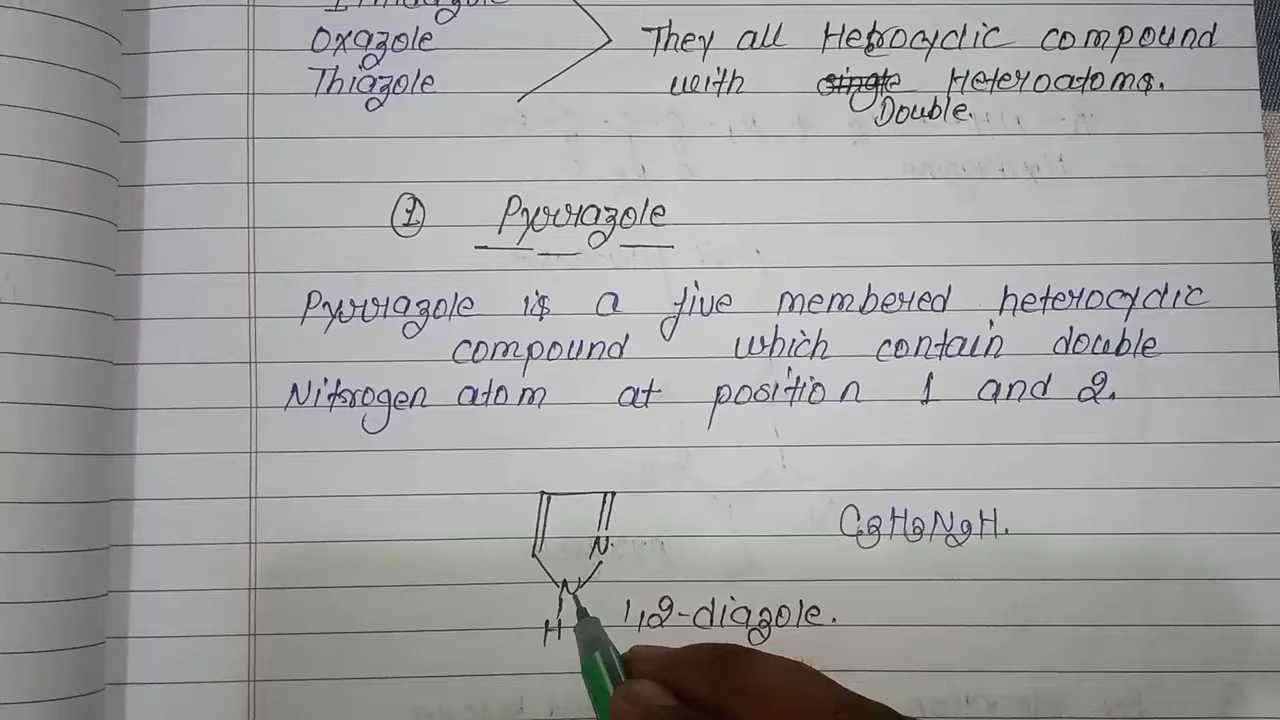 Oxazole
Thiazole
They all Hetrocyclic compound
with single Heteroatoms.
Double.
1 Pyrrazole
Pyrrazole is a five membered heterocyclic
compound which contain double
Nitrogen atom at position 1 and 2.
N
N
H
C3H3N2H.
1,2-diazole.